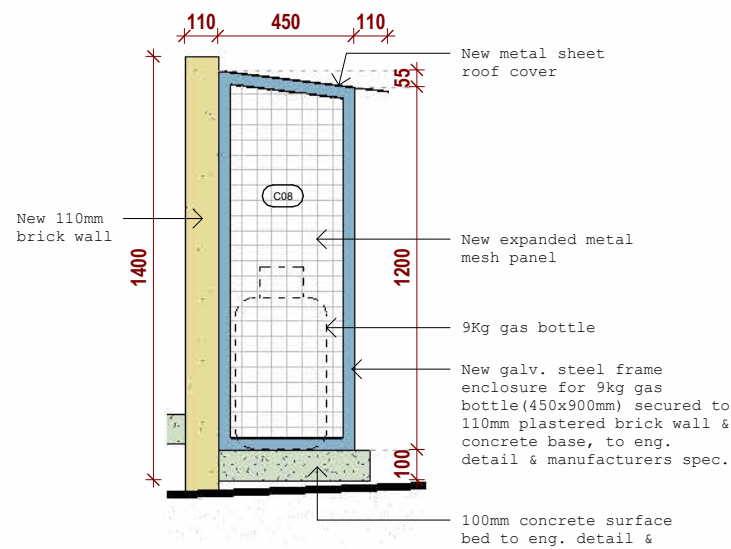 110
450
110
New metal sheet
roof cover
55
C08
New 110mm
brick wall
1400
New expanded metal
mesh panel
1200
9Kg gas bottle
New galv. steel frame
enclosure for 9kg gas
bottle(450x900mm) secured to
110mm plastered brick wall &
concrete base, to eng.
detail & manufacturers spec.
100
100mm concrete surface
bed to eng. detail &